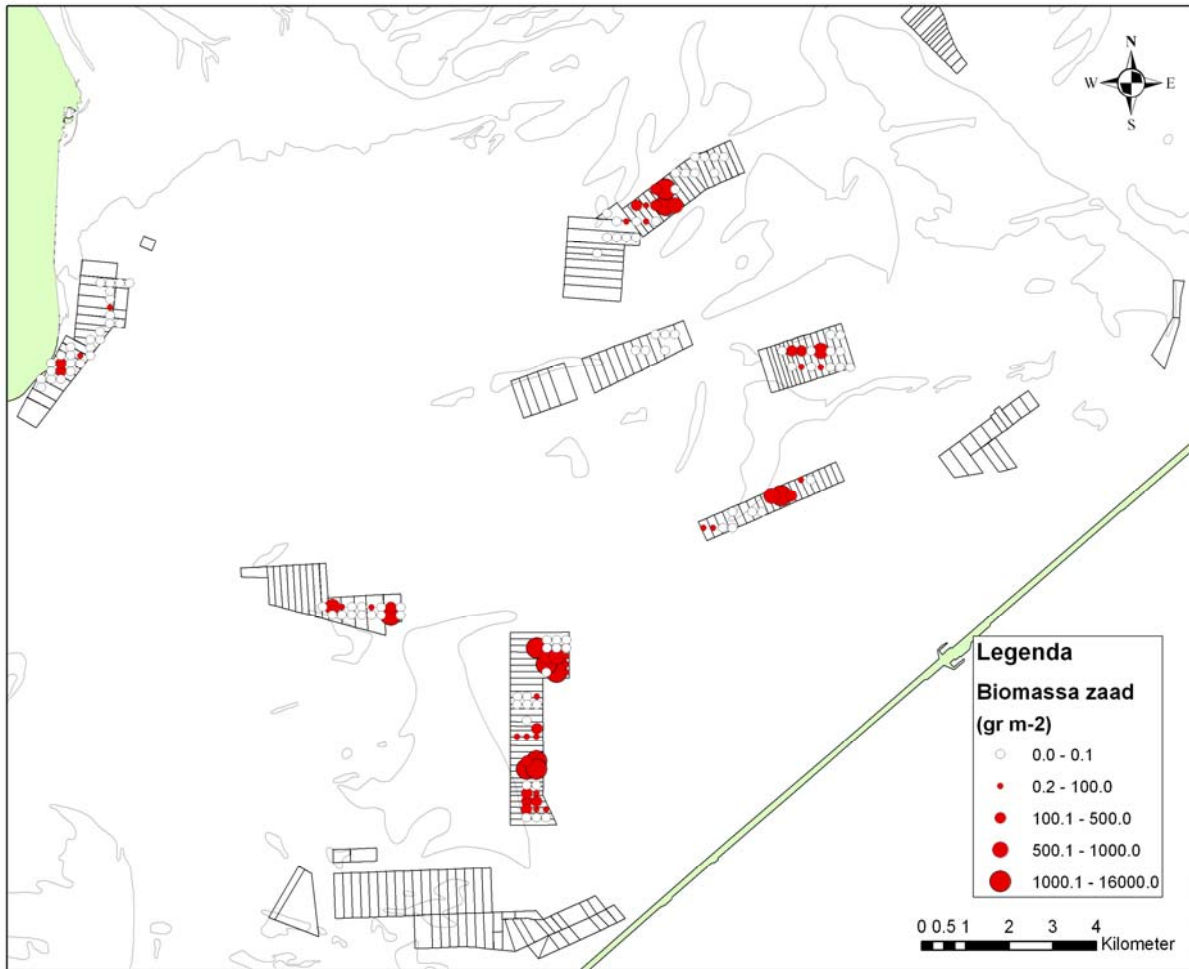 N
W E
S
Legenda
Biomassa zaad
(gr m-2)
0.0 - 0.1
0.2 - 100.0
100.1 - 500.0
500.1 - 1000.0
1000.1 - 16000.0
0 0.5 1 2 3 4
Kilometer